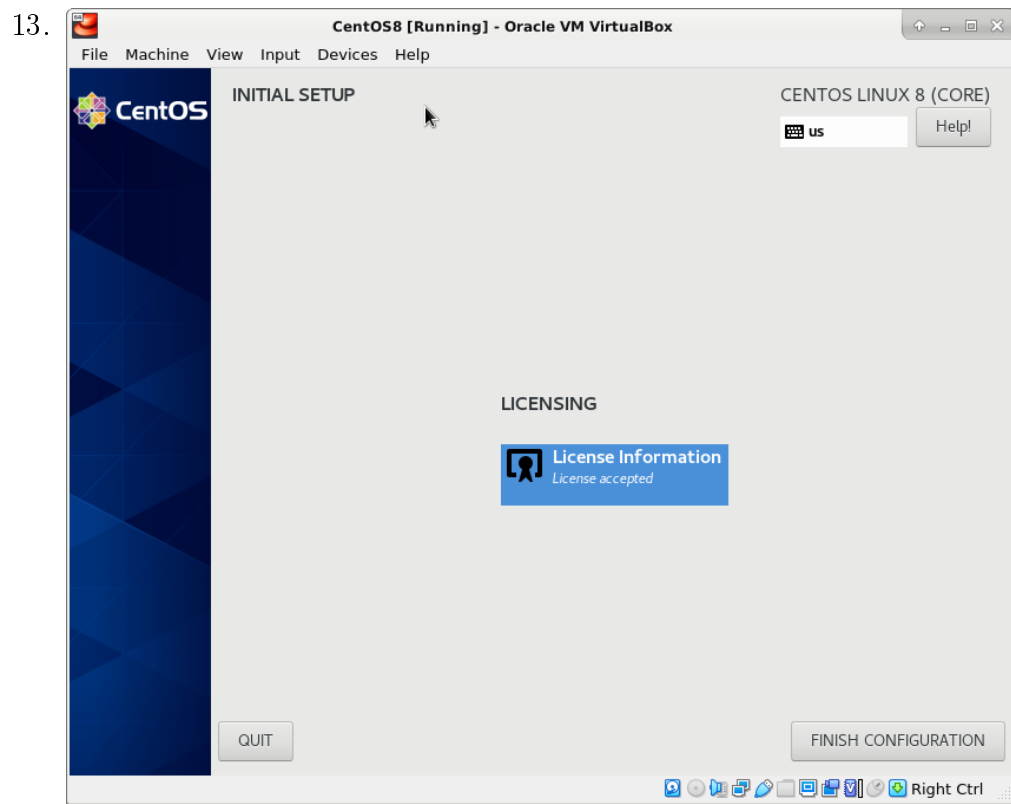 13.
CentOS8 [Running] - Oracle VM VirtualBox
File Machine View Input Devices Help
CentOS
INITIAL SETUP
CENTOS LINUX 8 (CORE)
us
Help!
LICENSING
License Information
License accepted
QUIT
FINISH CONFIGURATION
Right Ctrl